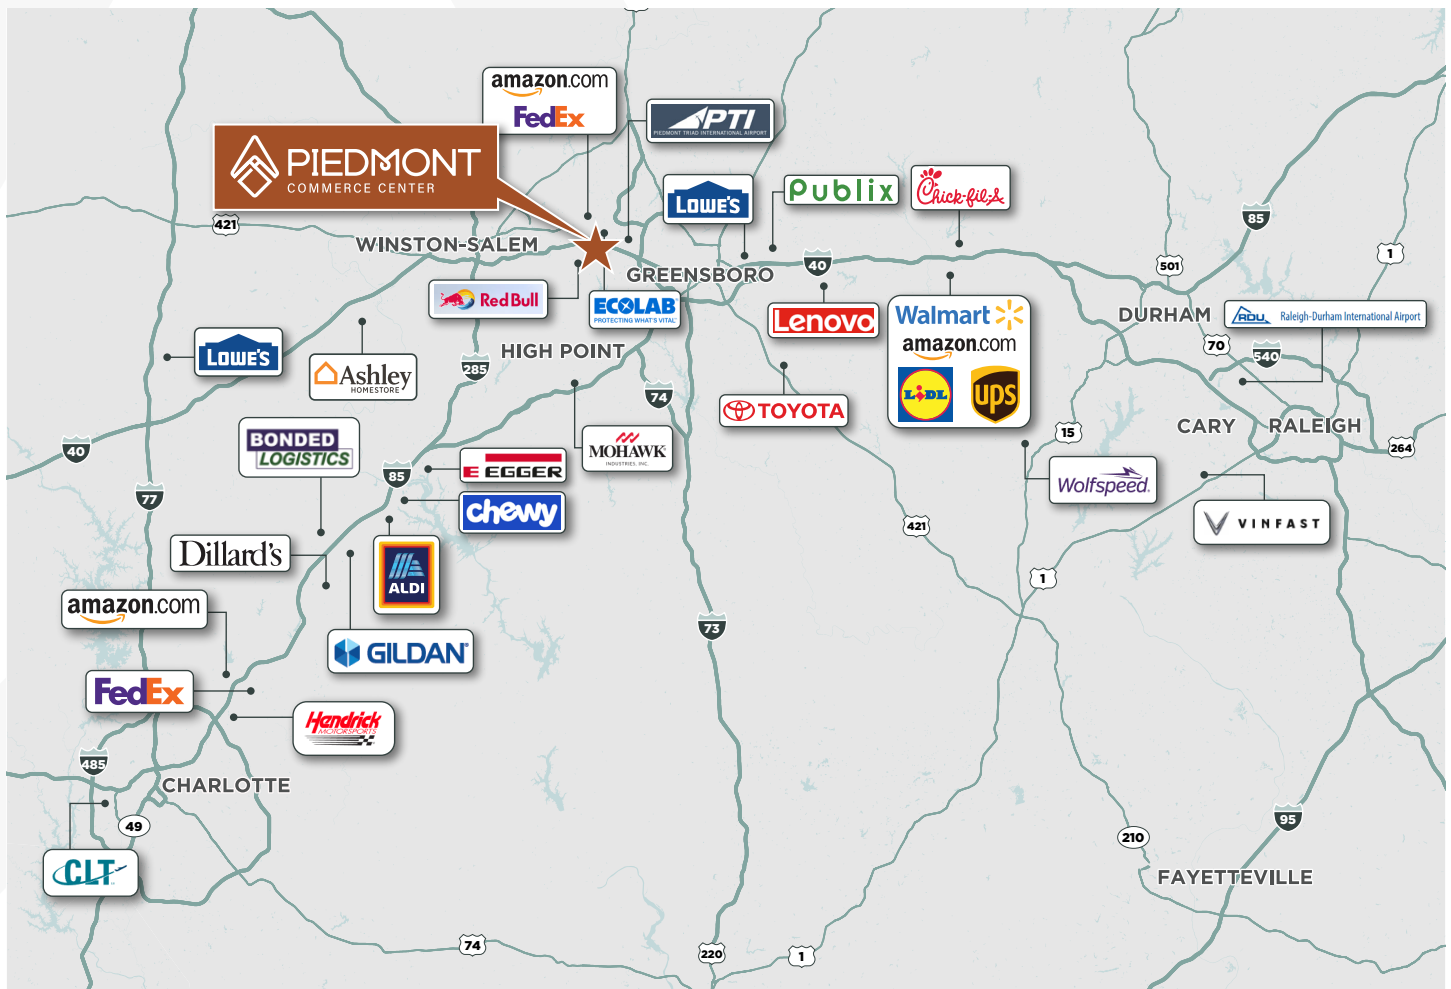 amazon.com
FedEx
PTI
PIEDMONT TRIAD INTERNATIONAL AIRPORT
PIEDMONT
COMMERCE CENTER
LOWE'S
Publix
Chick-fil-A
421
85
1
WINSTON-SALEM
GREENSBORO
40
501
Red Bull
ECOLAB
PROTECTING WHAT'S VITAL
Lenovo
Walmart
amazon.com
LIDL
ups
DURHAM
RDU
Raleigh-Durham International Airport
70
540
LOWE'S
Ashley
HOMESTORE
HIGH POINT
285
74
TOYOTA
CARY
RALEIGH
15
264
40
BONDED
LOGISTICS
MOHAWK
INDUSTRIES, INC.
85
E EGGER
chewy
77
Wolfspeed.
VINFAST
421
Dillard's
ALDI
1
amazon.com
GILDAN
73
FedEx
Hendrick
MOTORSPORTS
485
CHARLOTTE
49
CLT
95
210
FAYETTEVILLE
74
220
1